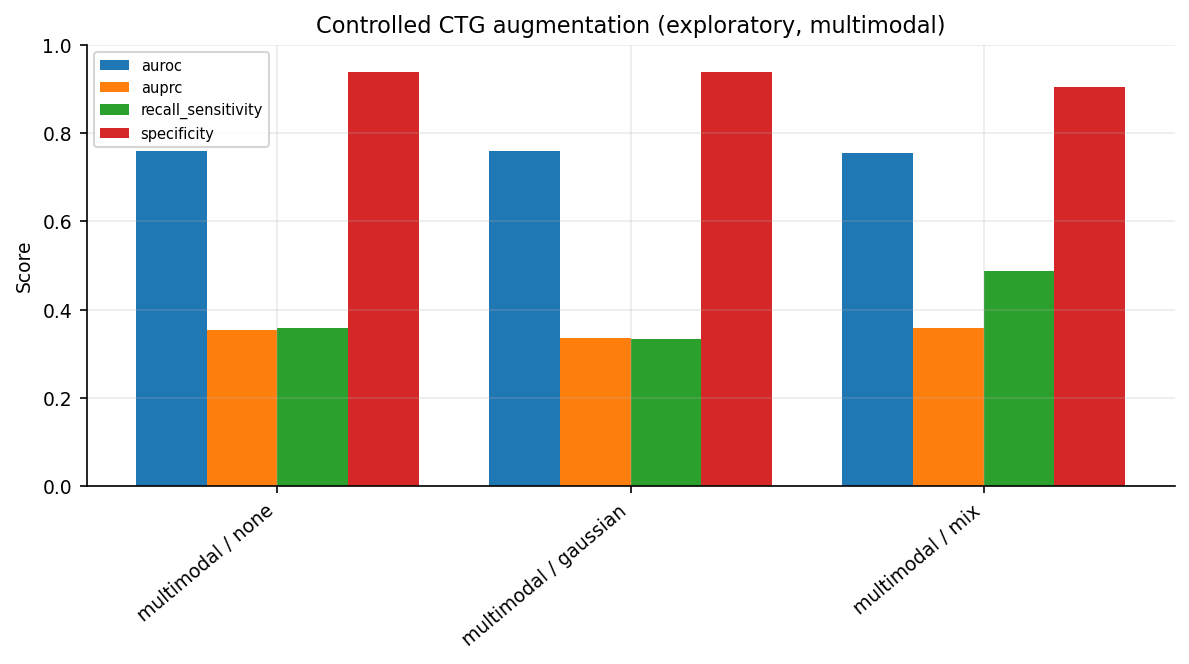 Controlled CTG augmentation (exploratory, multimodal)
1.0
0.8
0.6
0.4
0.2
0.0
Score
auroc
auprc
recall_sensitivity
specificity
multimodal / none
multimodal / gaussian
multimodal / mix